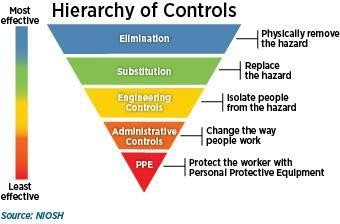 Hierarchy of Controls
Most
effective
Elimination
Physically remove
the hazard
Substitution
Replace
the hazard
Engineering
Controls
Isolate people
from the hazard
Administrative
Controls
Change the way
people work
PPE
Protect the worker with
Personal Protective Equipment
Least
effective
Source: NIOSH